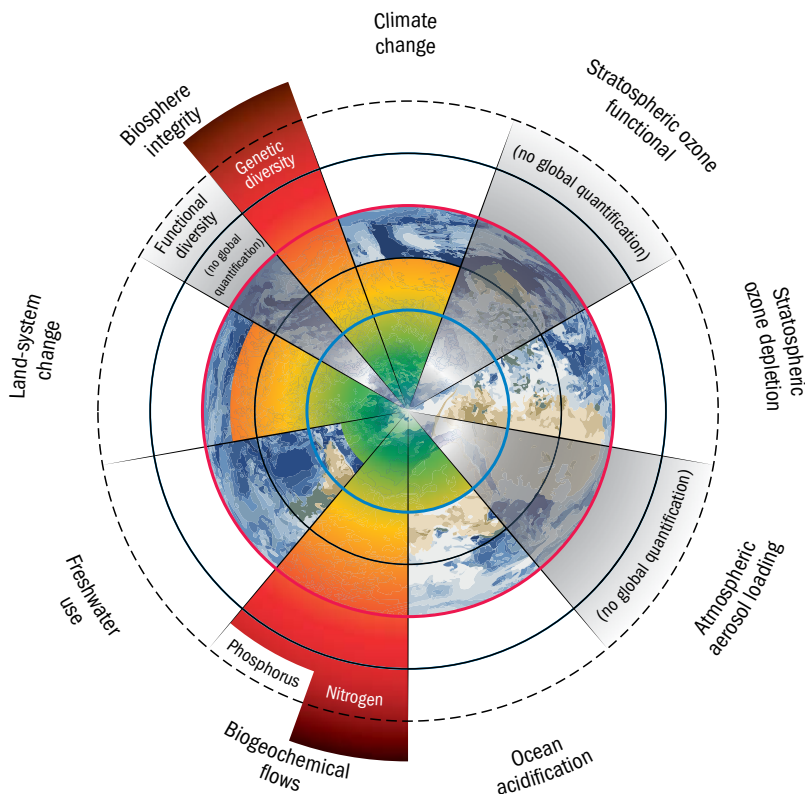 Climate
change
Stratospheric ozone
functional
(no global quantification)
Stratospheric
ozone depletion
(no global quantification)
Atmospheric
aerosol loading
Ocean
acidification
Biogeochemical
flows
Nitrogen
Phosphorus
Freshwater
use
Land-system
change
Functional
diversity
(no global
quantification)
Biosphere
integrity
Genetic
diversity